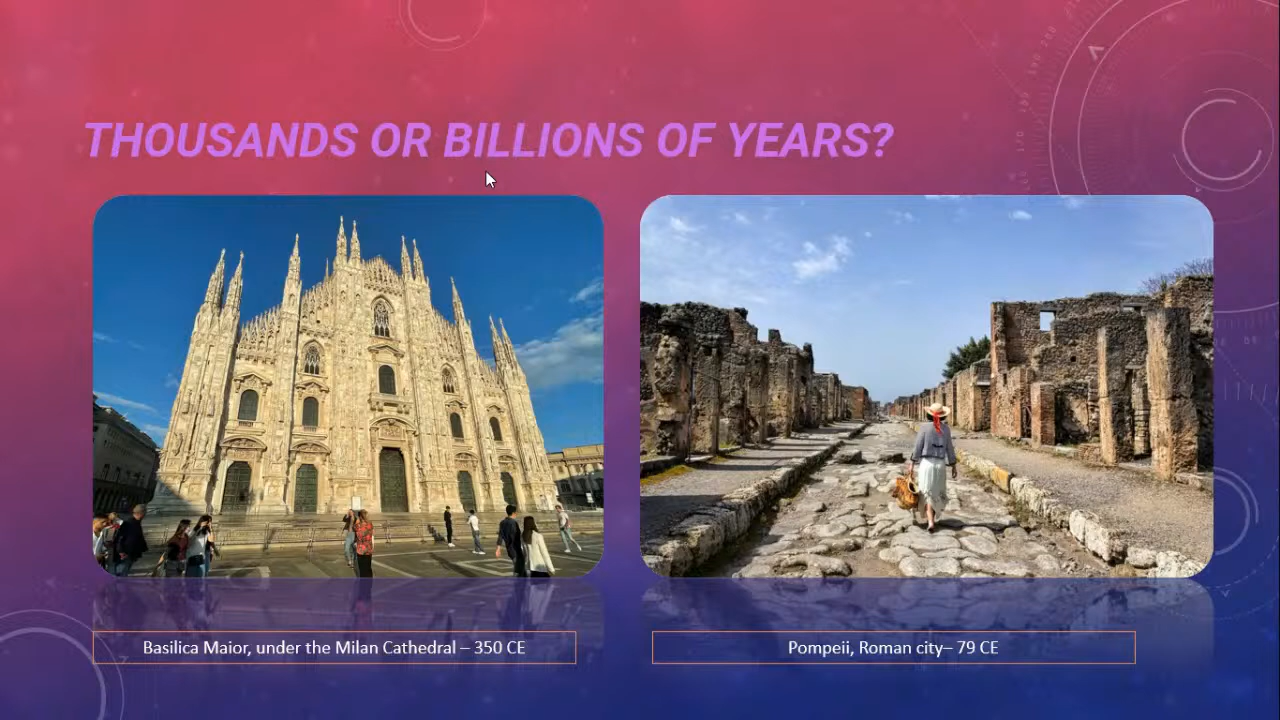 THOUSANDS OR BILLIONS OF YEARS?
Basilica Maior, under the Milan Cathedral – 350 CE
Pompeii, Roman city– 79 CE